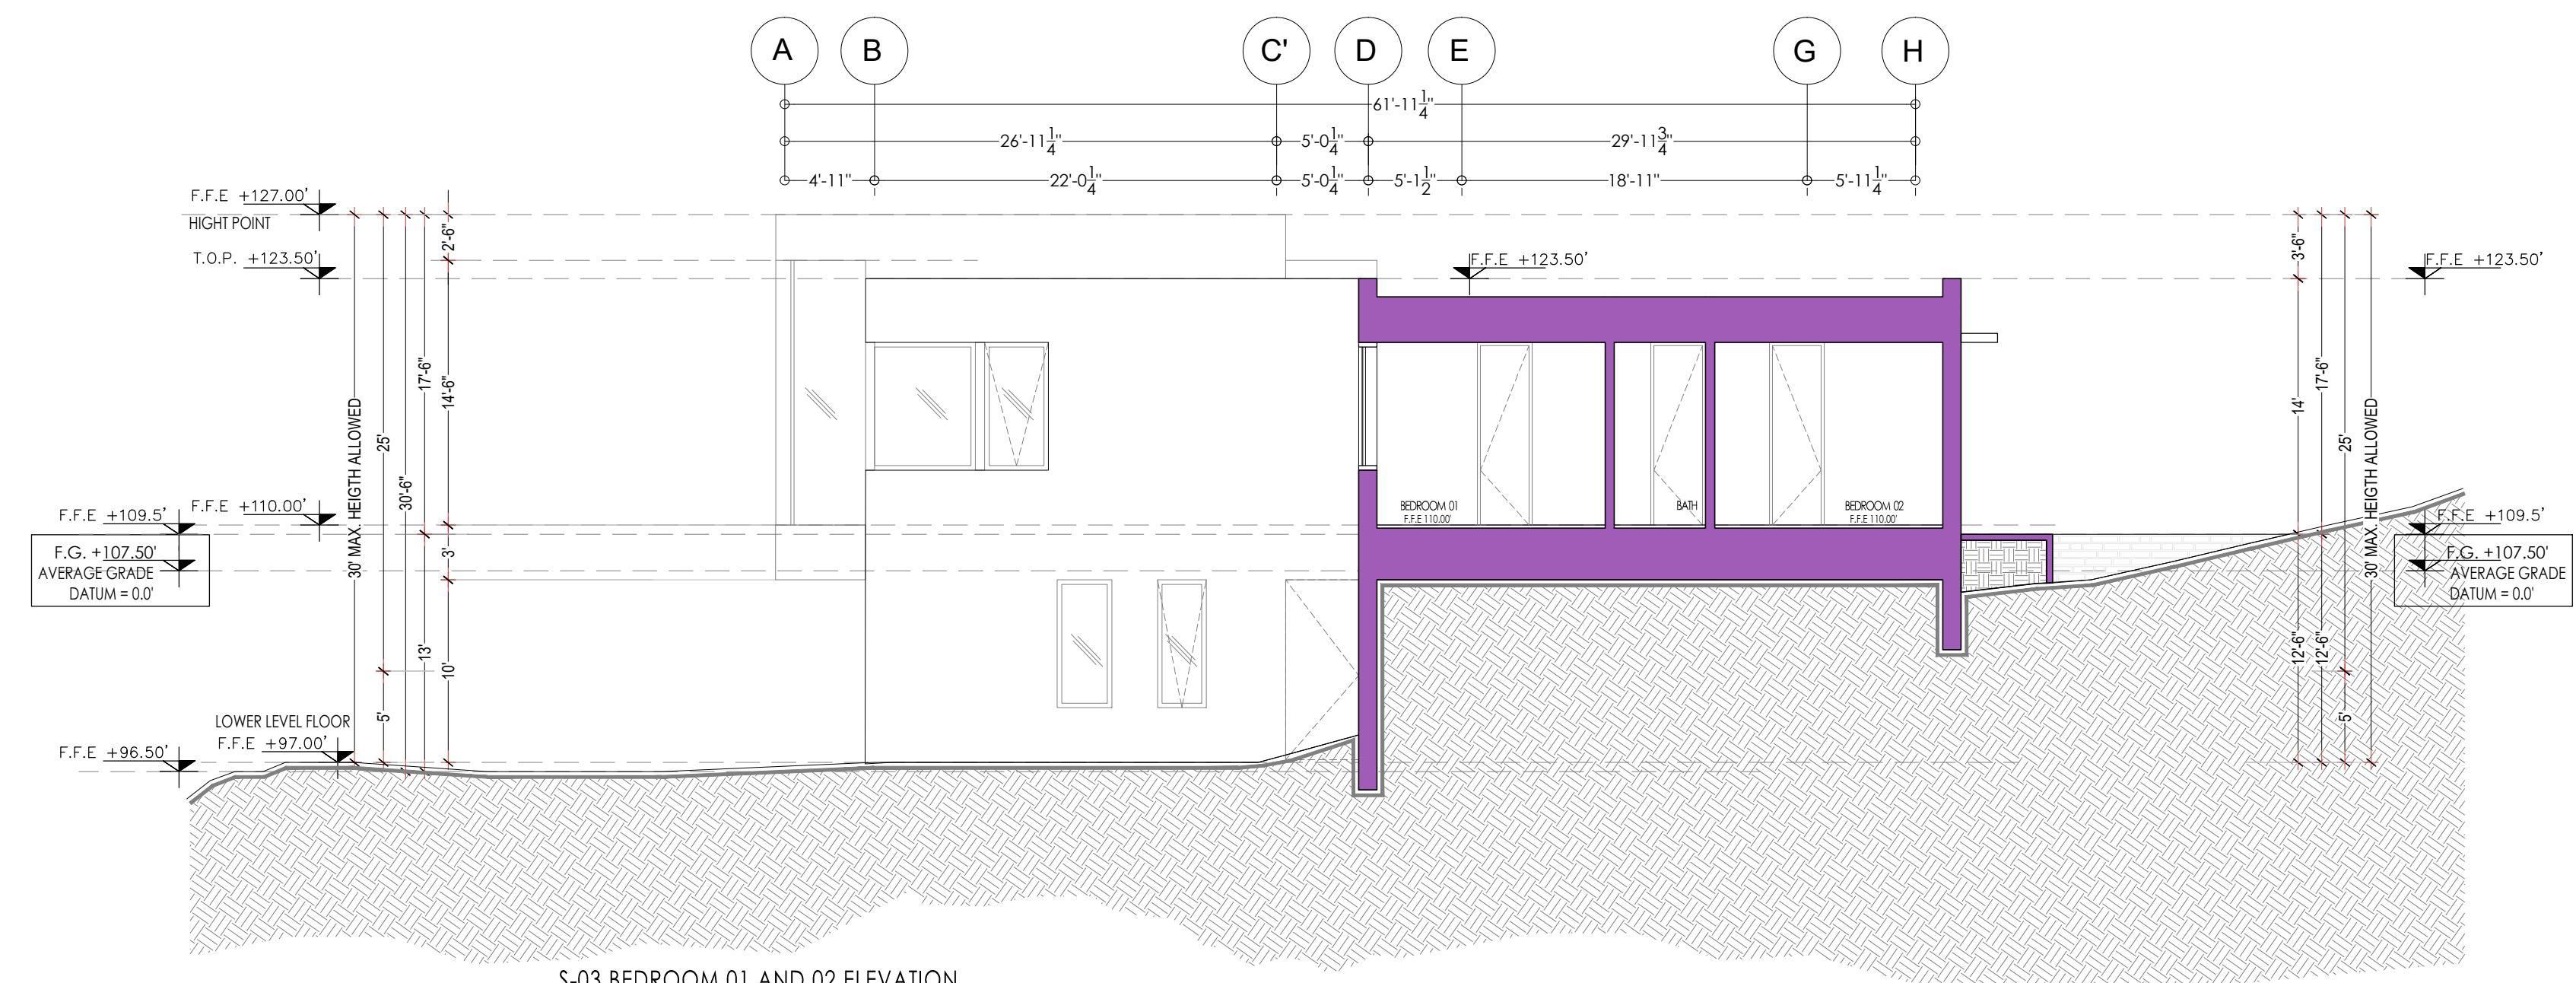 A B C' D E G H
61'-11 1/4"
26'-11 1/4" 5'-0 1/4" 29'-11 3/4"
4'-11" 22'-0 1/4" 5'-0 1/4" 5'-1 1/2" 18'-11" 5'-11 1/4"
F.F.E +127.00'
HIGHT POINT
T.O.P. +123.50'
F.F.E +123.50'
F.F.E +123.50'
2'-6"
3'-6"
30' MAX. HEIGTH ALLOWED
25'
30'-6"
17'-6"
14'-6"
14'
17'-6"
25'
30' MAX. HEIGTH ALLOWED
BEDROOM 01
F.F.E 110.00'
BATH
BEDROOM 02
F.F.E 110.00'
F.F.E +109.5'
F.F.E +110.00'
F.F.E +109.5'
F.G. +107.50'
AVERAGE GRADE
DATUM = 0.0'
F.G. +107.50'
AVERAGE GRADE
DATUM = 0.0'
3'
13'
10'
5'
12'-6"
12'-6"
5'
LOWER LEVEL FLOOR
F.F.E +97.00'
F.F.E +96.50'
S-03 BEDROOM 01 AND 02 ELEVATION